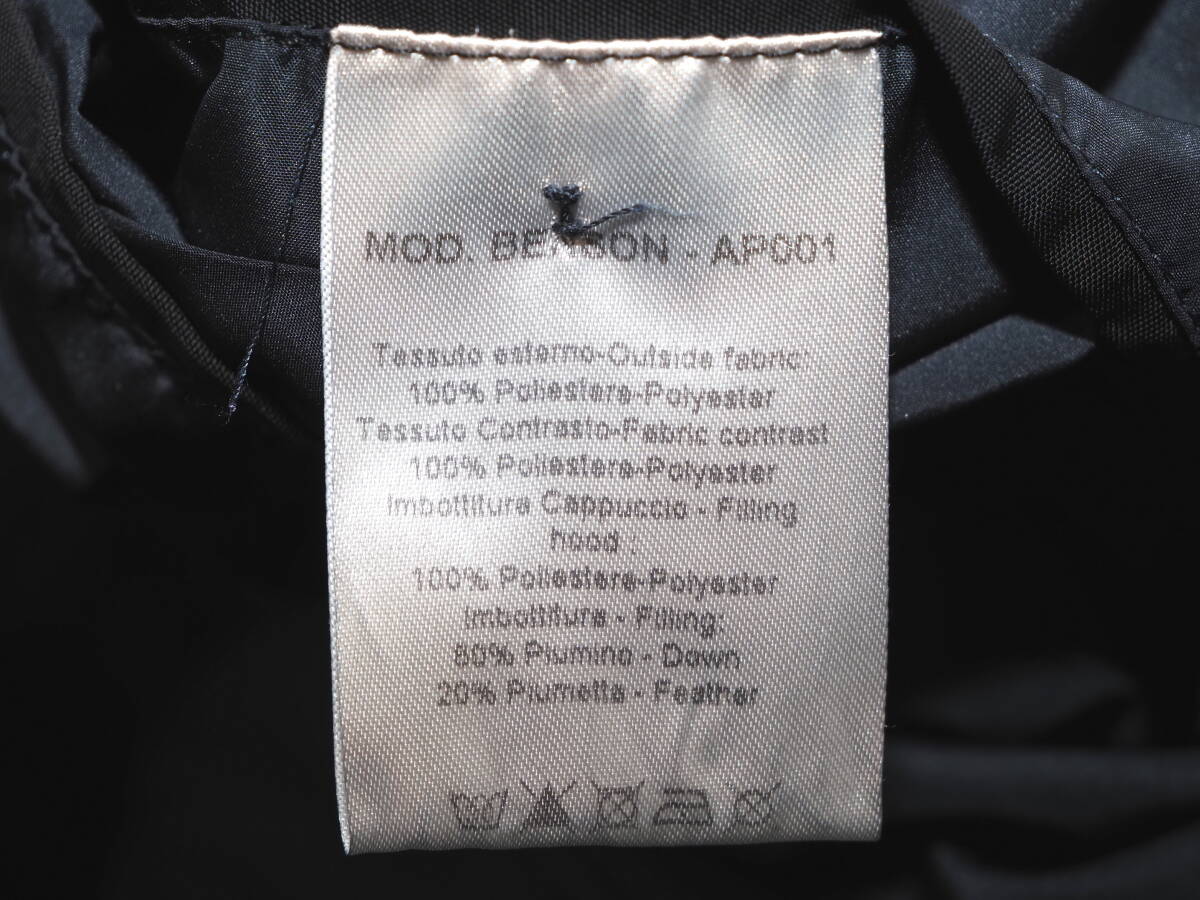 MOD. BENSON - AP001
Tessuto esterno-Outside fabric:
100% Poliestere-Polyester
Tessuto Contrasto-Fabric contrast
100% Poliestere-Polyester
Imbottitura Cappuccio - Filling
hood :
100% Poliestere-Polyester
Imbottitura - Filling:
80% Piumino - Down
20% Piumetta - Feather